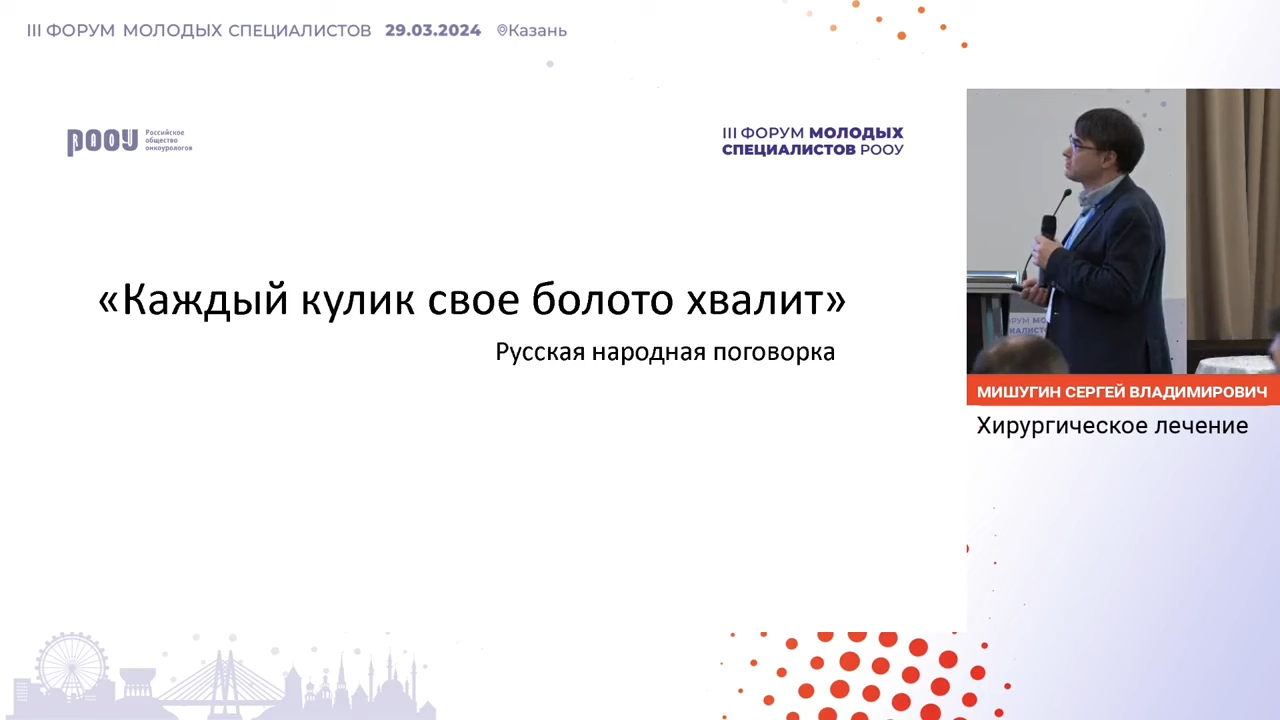 III ФОРУМ МОЛОДЫХ СПЕЦИАЛИСТОВ 29.03.2024 Казань
РООУ
Российское
общество
онкоурологов
III ФОРУМ МОЛОДЫХ
СПЕЦИАЛИСТОВ РООУ
«Каждый кулик свое болото хвалит»
Русская народная поговорка
МИШУГИН СЕРГЕЙ ВЛАДИМИРОВИЧ
Хирургическое лечение